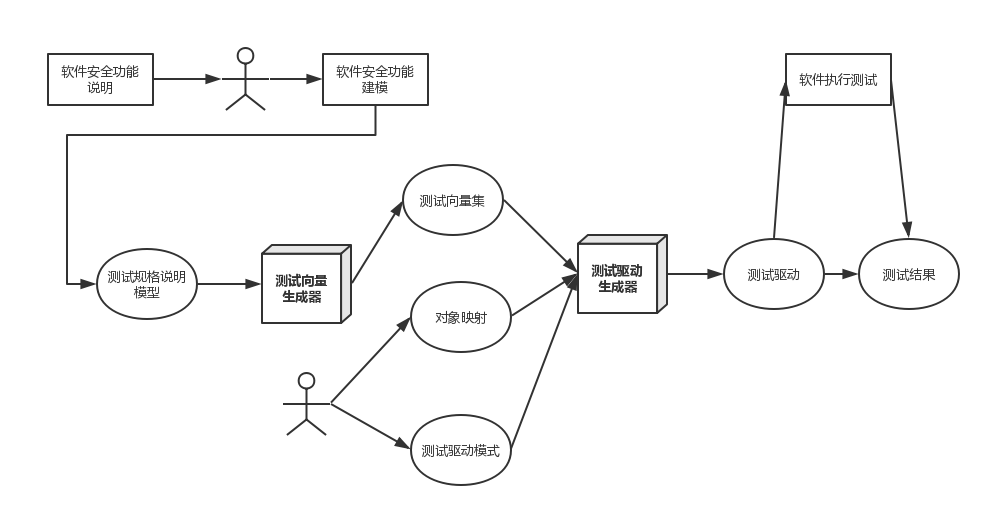 软件安全功能
说明
软件安全功能
建模
软件执行测试
测试向量集
测试规格说明
模型
测试向量
生成器
测试驱动
生成器
测试驱动
测试结果
对象映射
测试驱动模式